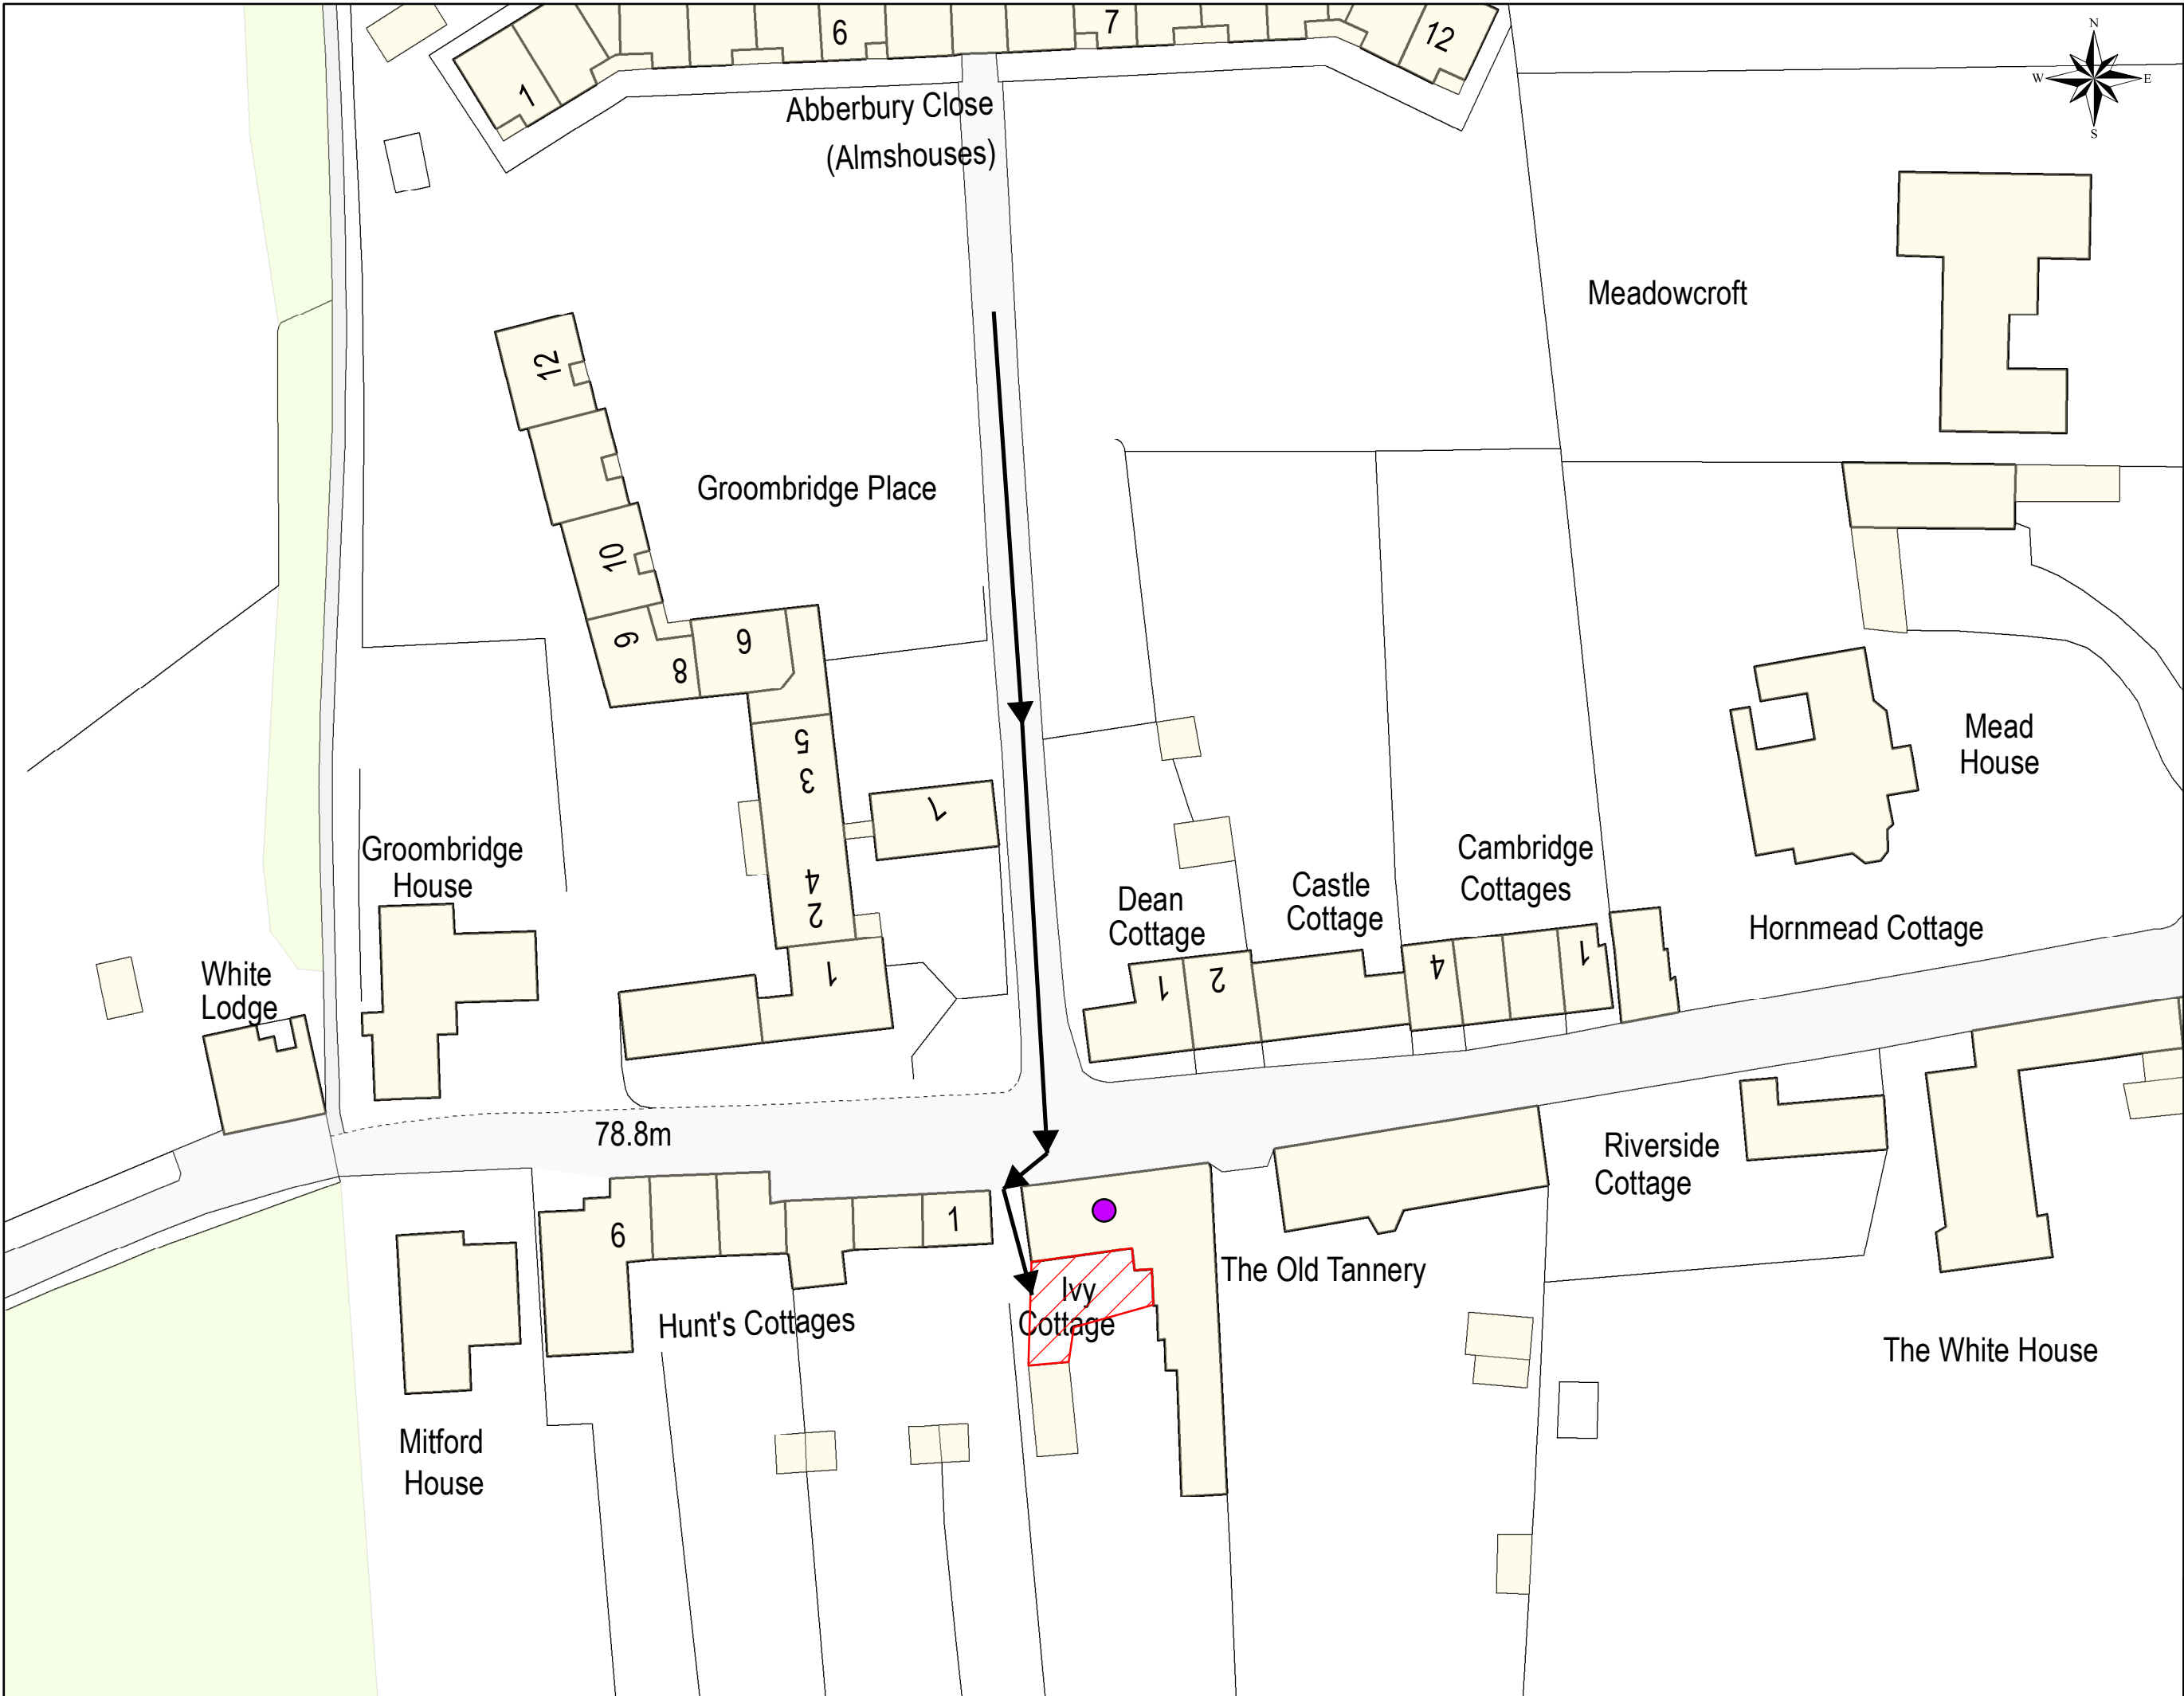 6
7
12
1
N
W
E
S
Abberbury Close
(Almshouses)
Meadowcroft
12
Groombridge Place
10
9
8
6
5
3
7
4
2
1
Mead
House
Groombridge
House
Cambridge
Cottages
Castle
Cottage
Dean
Cottage
Hornmead Cottage
White
Lodge
1
2
4
1
78.8m
Riverside
Cottage
9
1
The Old Tannery
Ivy
Cottage
Hunt's Cottages
The White House
Mitford
House